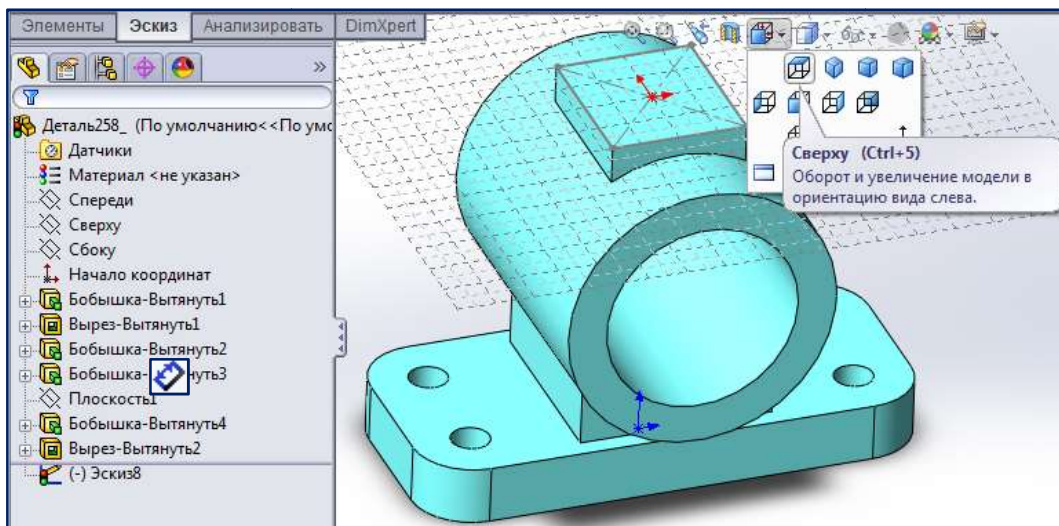 Элементы Эскиз Анализировать DimXpert
»
Деталь258_ (По умолчанию<<По умо
Датчики
Материал <не указан>
Спереди
Сверху
Сбоку
Начало координат
Бобышка-Вытянуть1
Вырез-Вытянуть1
Бобышка-Вытянуть2
Бобышка- нуть3
Плоскость1
Бобышка-Вытянуть4
Вырез-Вытянуть2
(-) Эскиз8
Сверху (Ctrl+5)
Оборот и увеличение модели в
ориентацию вида слева.